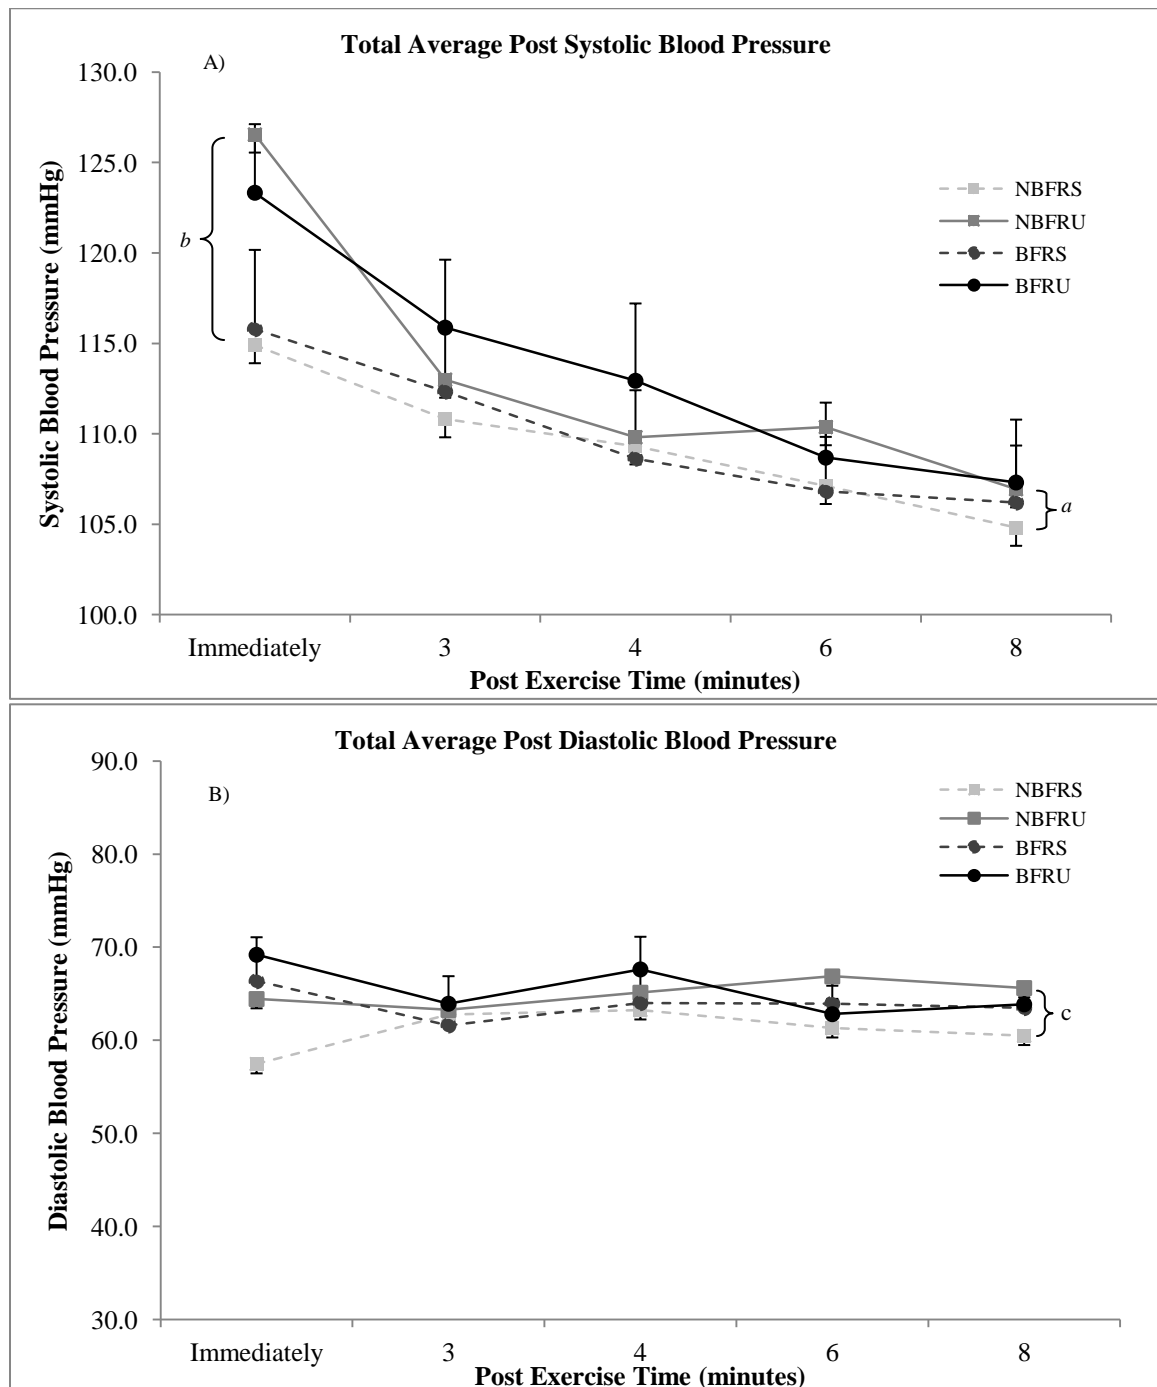 Total Average Post Systolic Blood Pressure
A)
130.0
125.0
120.0
115.0
110.0
105.0
100.0
Systolic Blood Pressure (mmHg)
b
a
NBFRS
NBFRU
BFRS
BFRU
Immediately 3 4 6 8
Post Exercise Time (minutes)
Total Average Post Diastolic Blood Pressure
B)
90.0
80.0
70.0
60.0
50.0
40.0
30.0
Diastolic Blood Pressure (mmHg)
NBFRS
NBFRU
BFRS
BFRU
c
Immediately 3 4 6 8
Post Exercise Time (minutes)